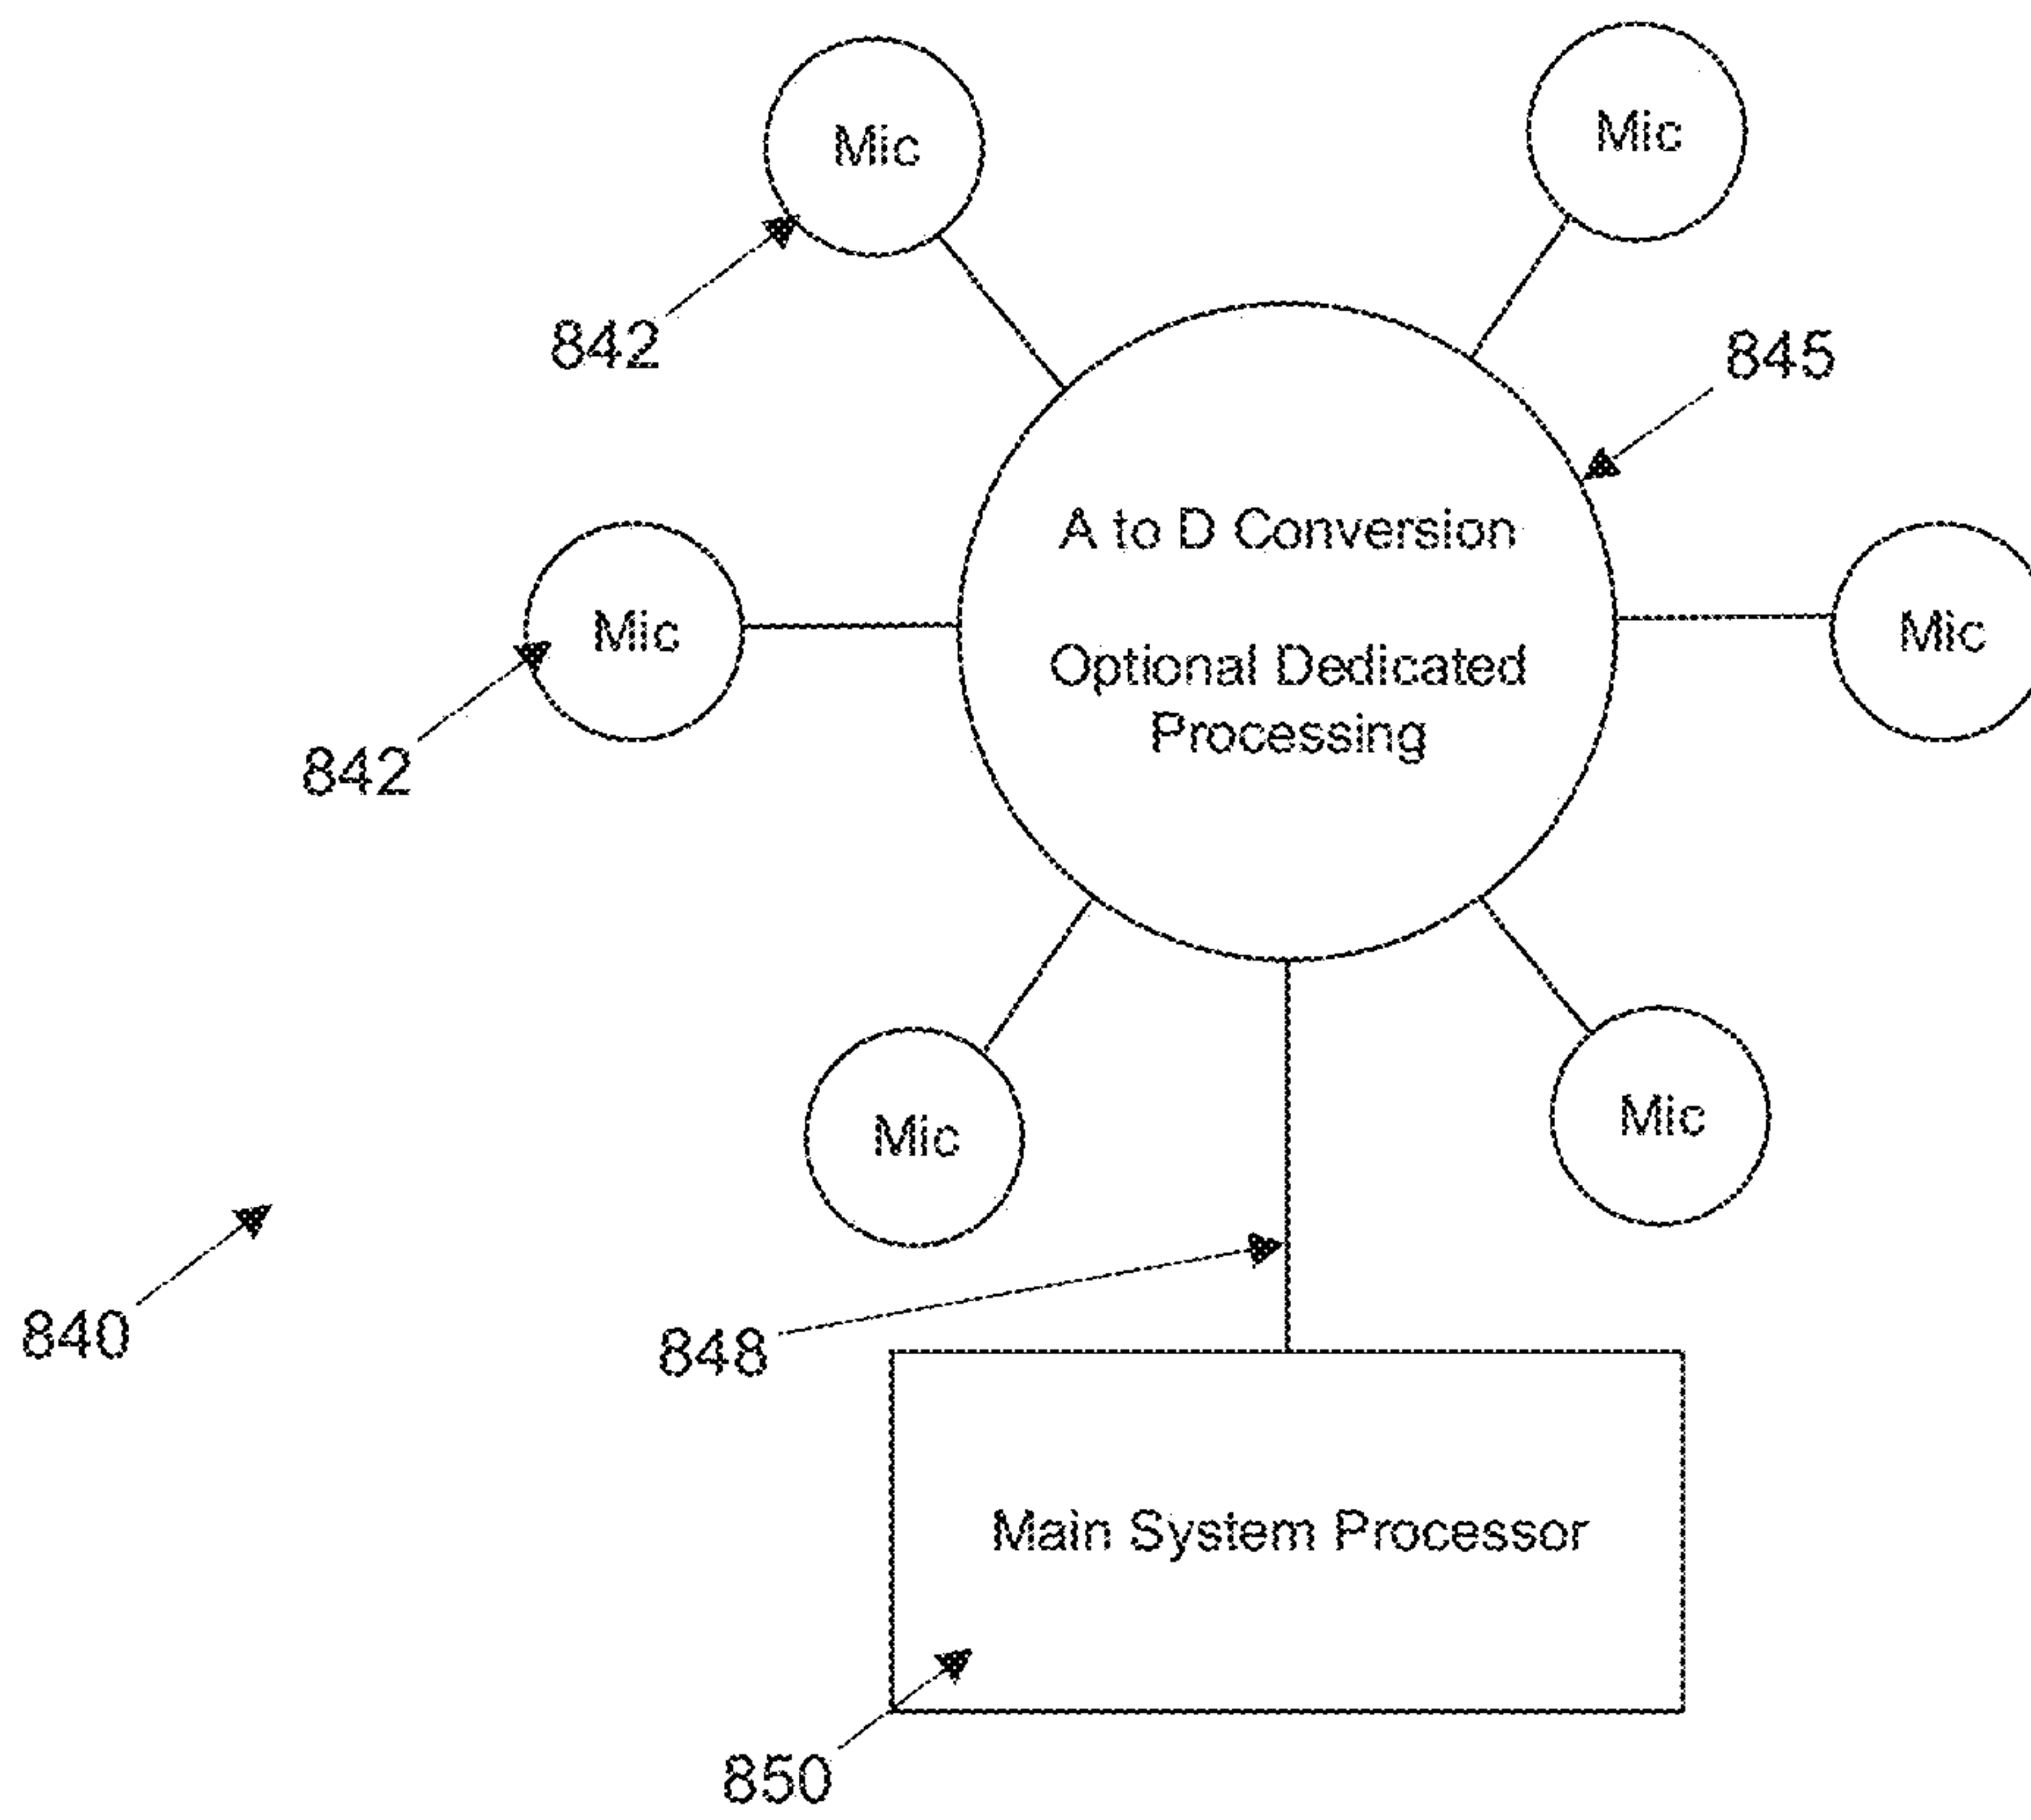 Mic
Mic
842
845
A to D Conversion
Mic
Mic
Optional Dedicated
Processing
842
Mic
Mic
840
848
Main System Processor
850